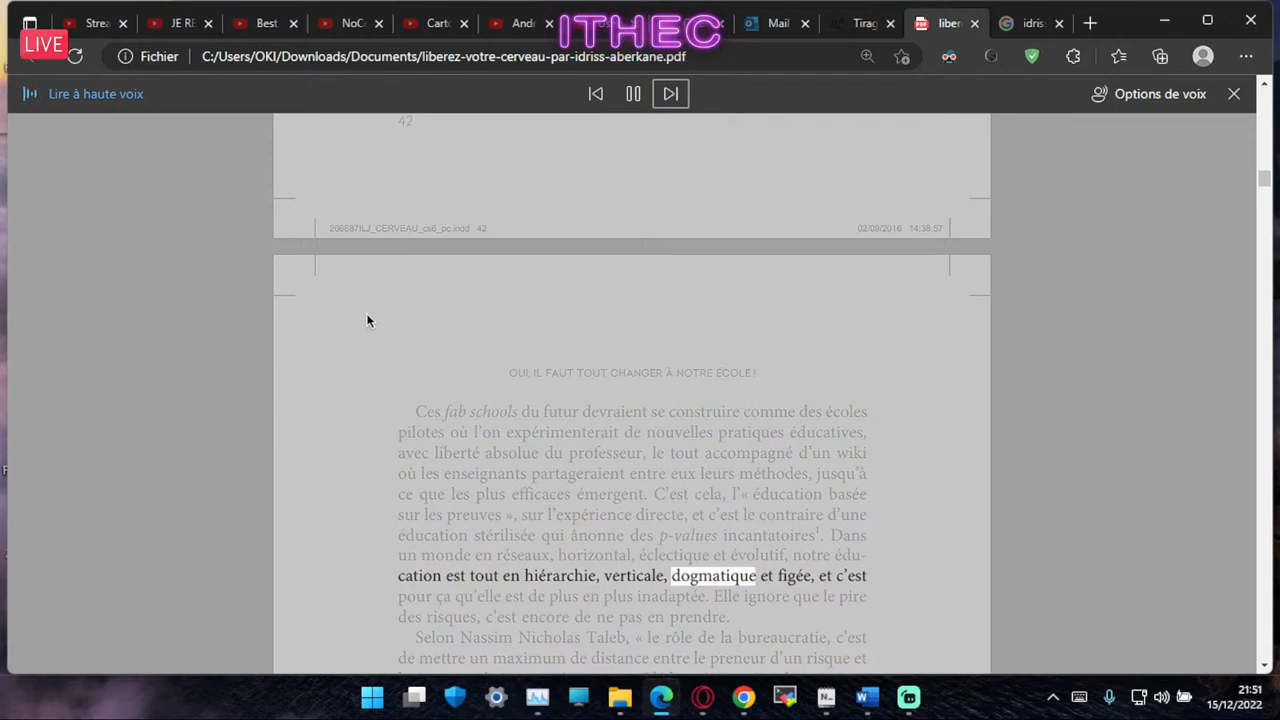 Strea
JE RE
Best
NoCo
Carto
Andr
ITHEC
Mail
Tirag
liber
idriss
LIVE
Fichier
C:/Users/OKI/Downloads/Documents/liberez-votre-cerveau-par-idriss-aberkane.pdf
Lire à haute voix
Options de voix
42
266687ILJ_CERVEAU_cs6_pc.indd 42
02/09/2016 14:38:57
OUI, IL FAUT TOUT CHANGER À NOTRE ÉCOLE !
Ces fab schools du futur devraient se construire comme des écoles
pilotes où l'on expérimenterait de nouvelles pratiques éducatives,
avec liberté absolue du professeur, le tout accompagné d'un wiki
où les enseignants partageraient entre eux leurs méthodes, jusqu'à
ce que les plus efficaces émergent. C'est cela, l'« éducation basée
sur les preuves », sur l'expérience directe, et c'est le contraire d'une
éducation stérilisée qui ânonne des p-values incantatoires¹. Dans
un monde en réseaux, horizontal, éclectique et évolutif, notre édu-
cation est tout en hiérarchie, verticale, dogmatique et figée, et c'est
pour ça qu'elle est de plus en plus inadaptée. Elle ignore que le pire
des risques, c'est encore de ne pas en prendre.
Selon Nassim Nicholas Taleb, « le rôle de la bureaucratie, c'est
de mettre un maximum de distance entre le preneur d'un risque et
21:51
15/12/2022